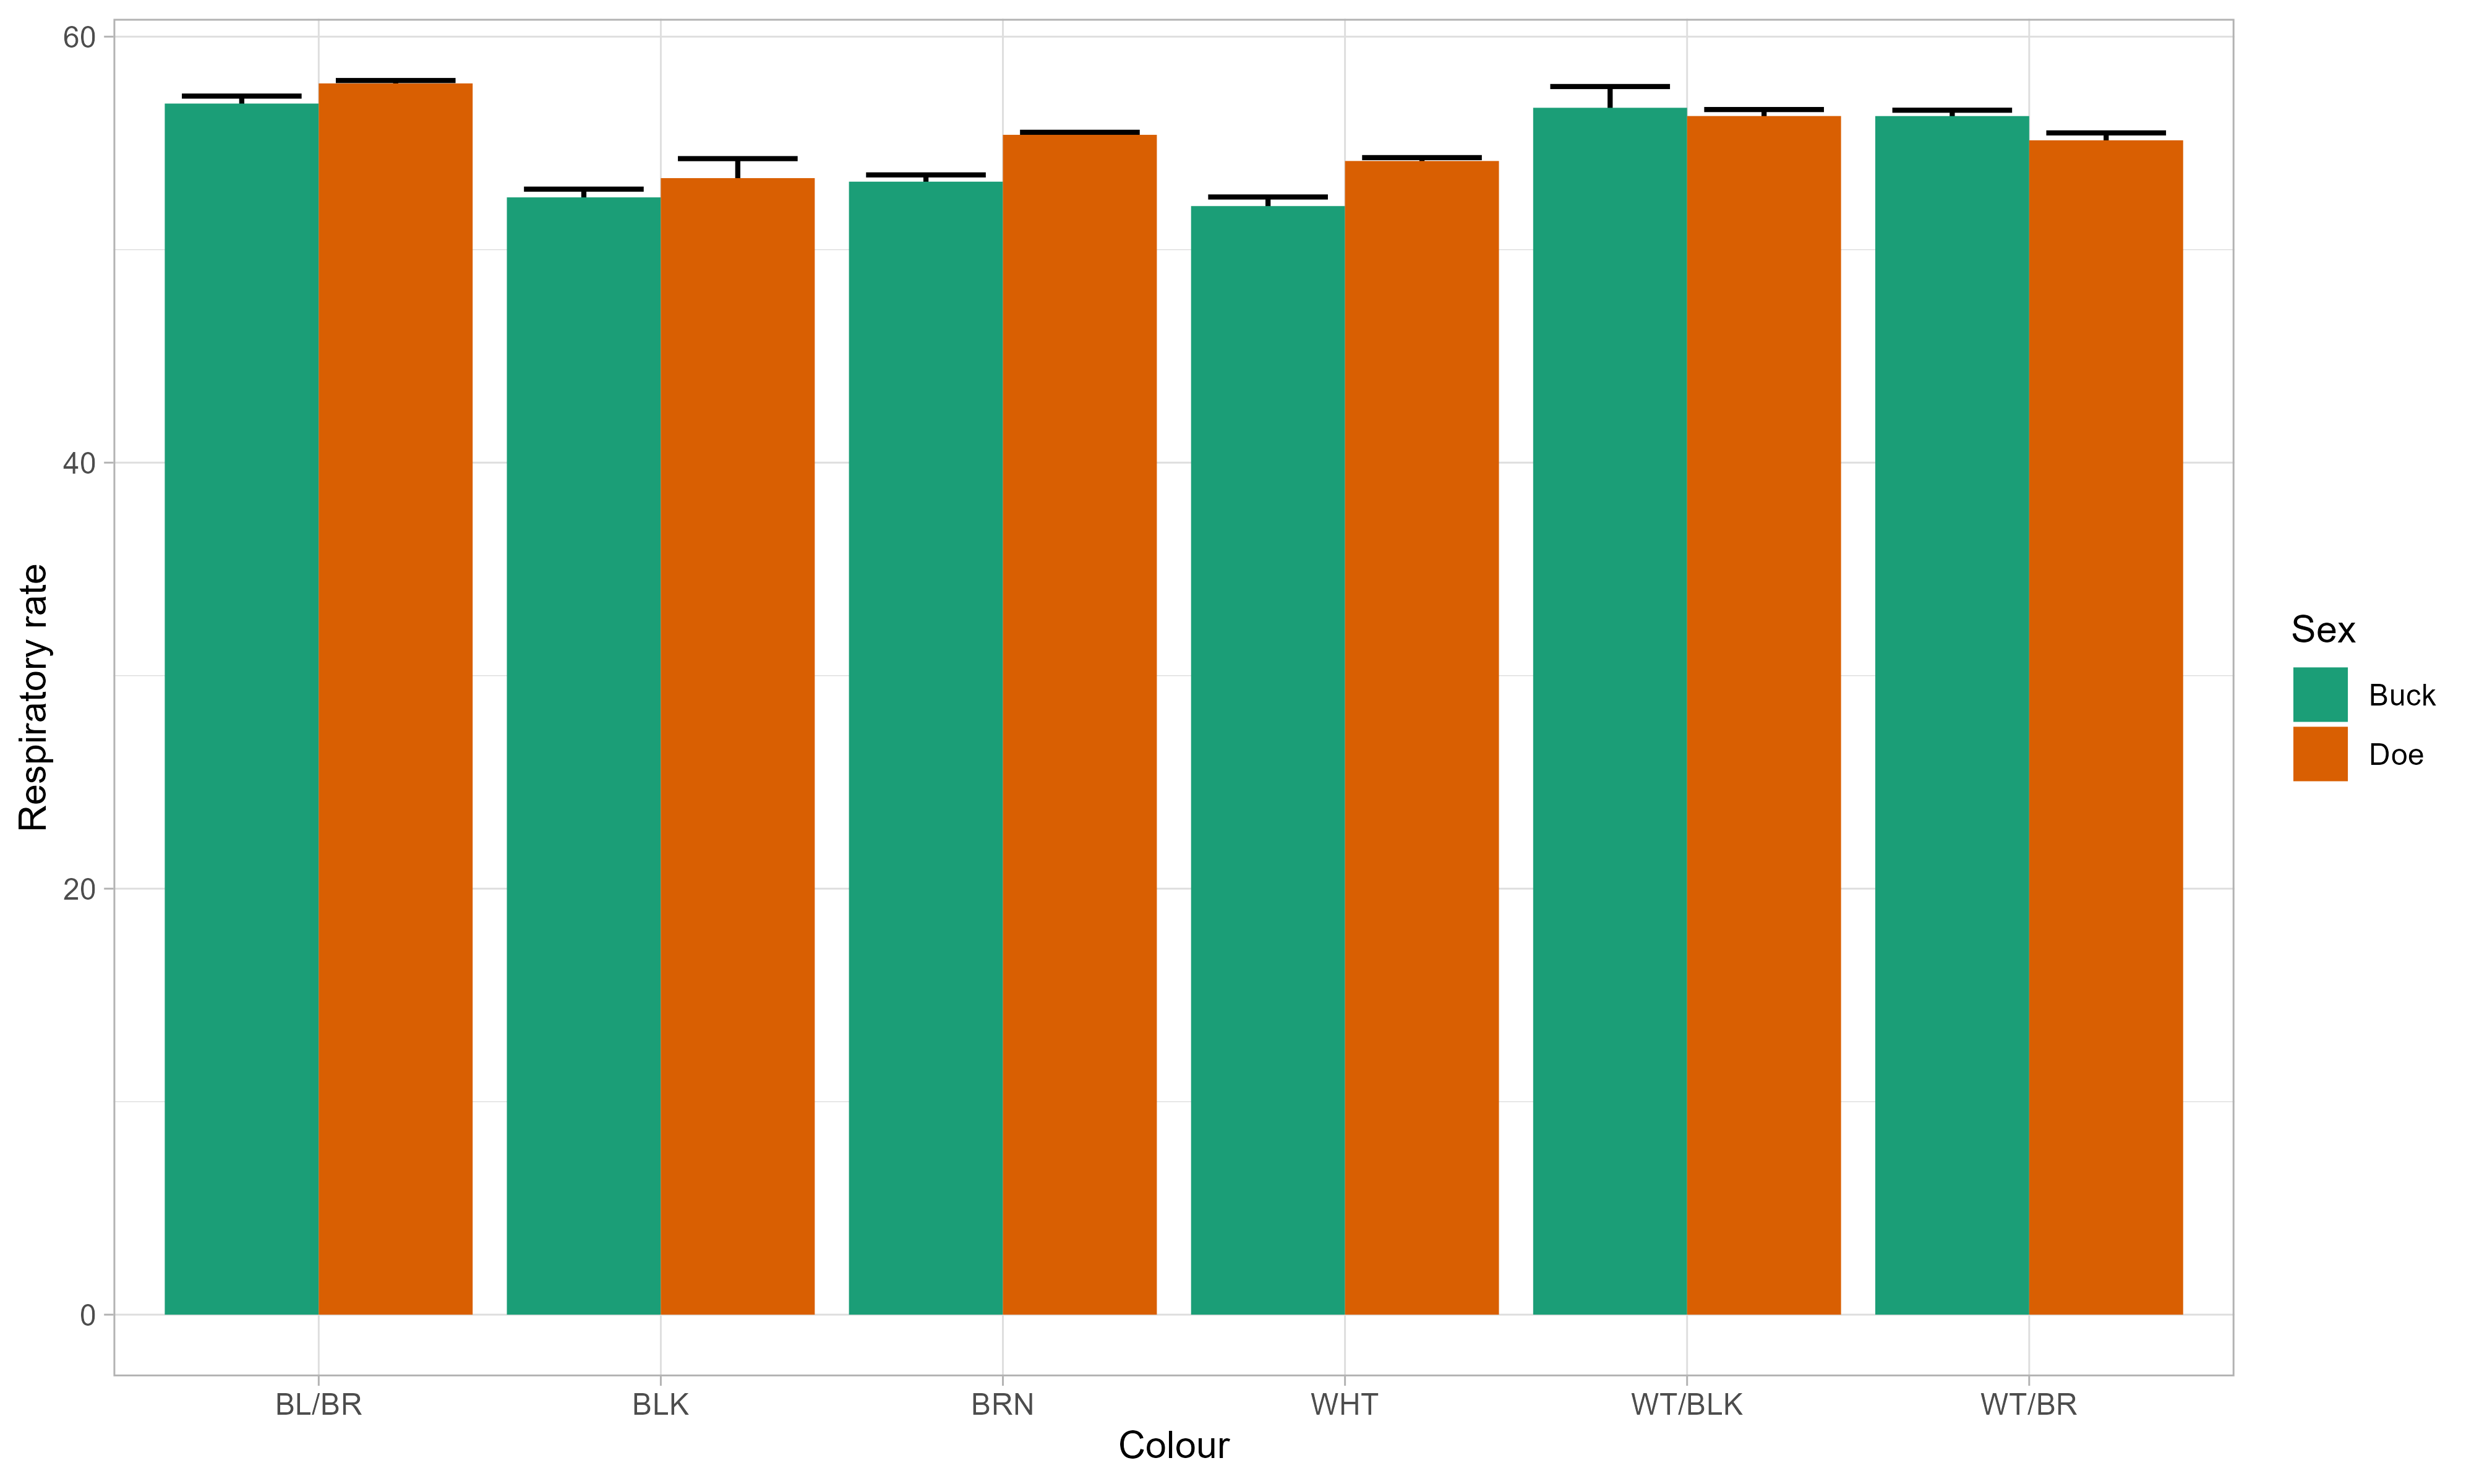 60
40
20
0
Respiratory rate
BL/BR
BLK
BRN
WHT
WT/BLK
WT/BR
Colour
Sex
Buck
Doe